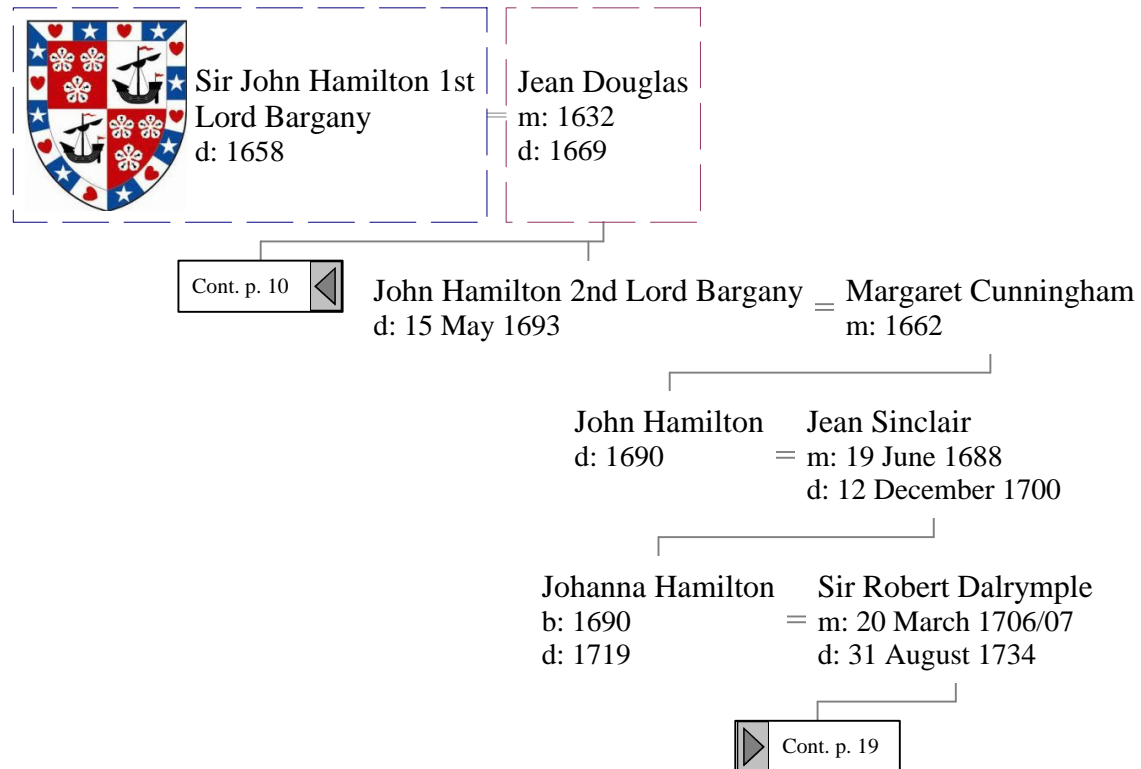 Sir John Hamilton 1st
Lord Bargany
d: 1658
=
Jean Douglas
m: 1632
d: 1669
Cont. p. 10
John Hamilton 2nd Lord Bargany
d: 15 May 1693
=
Margaret Cunningham
m: 1662
John Hamilton
d: 1690
=
Jean Sinclair
m: 19 June 1688
d: 12 December 1700
Johanna Hamilton
b: 1690
d: 1719
=
Sir Robert Dalrymple
m: 20 March 1706/07
d: 31 August 1734
Cont. p. 19